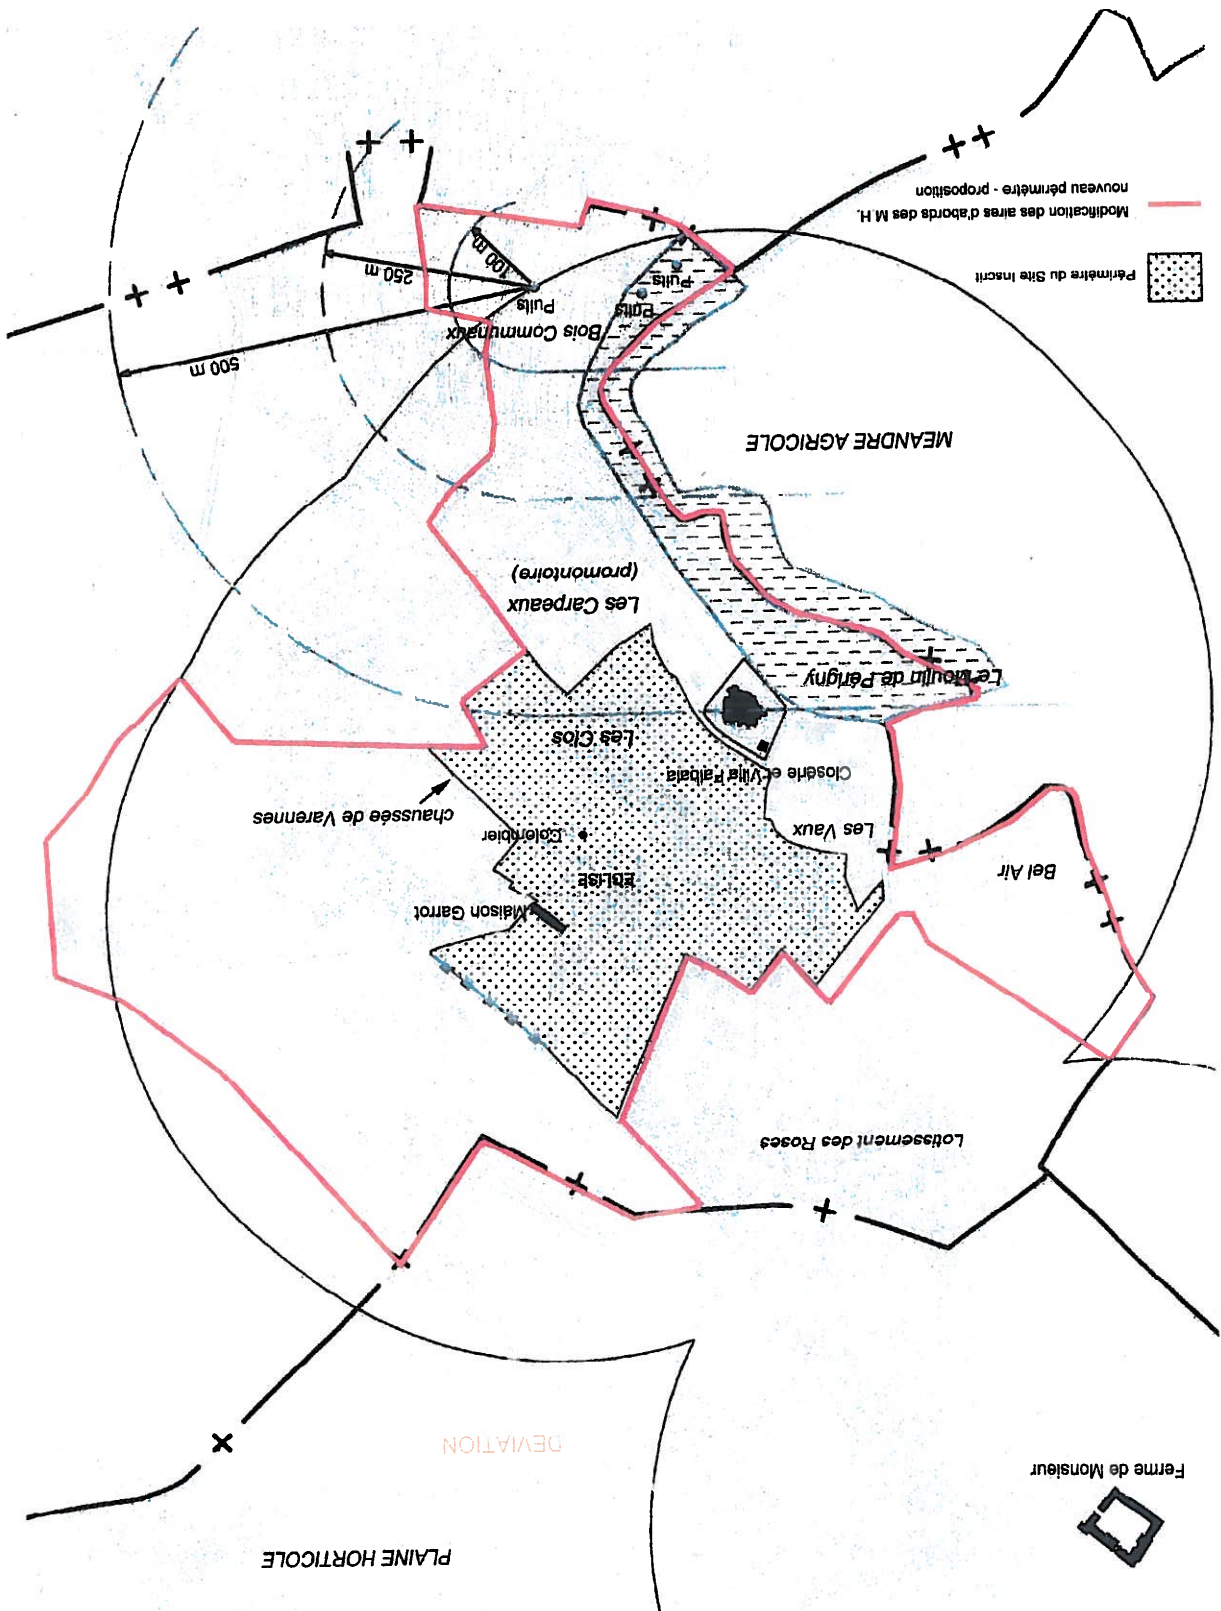 Ferme de Monsieur
PLAINE HORTICOLE
DEVIATION
Lotissement des Roses
Maison Garrot
EGLISE
Bel Air
Les Vaux
Colombier
chaussée de Varennes
Closerie et Villa Palbala
Les Clos
Le Moulin de Périgny
Les Carpeaux
(promontoire)
MEANDRE AGRICOLE
500 m
Bois Communaux
Puits
Puits
Puits
250 m
100 m
Périmètre du Site Inscrit
Modification des aires d'abords des M.H.
nouveau périmètre - proposition